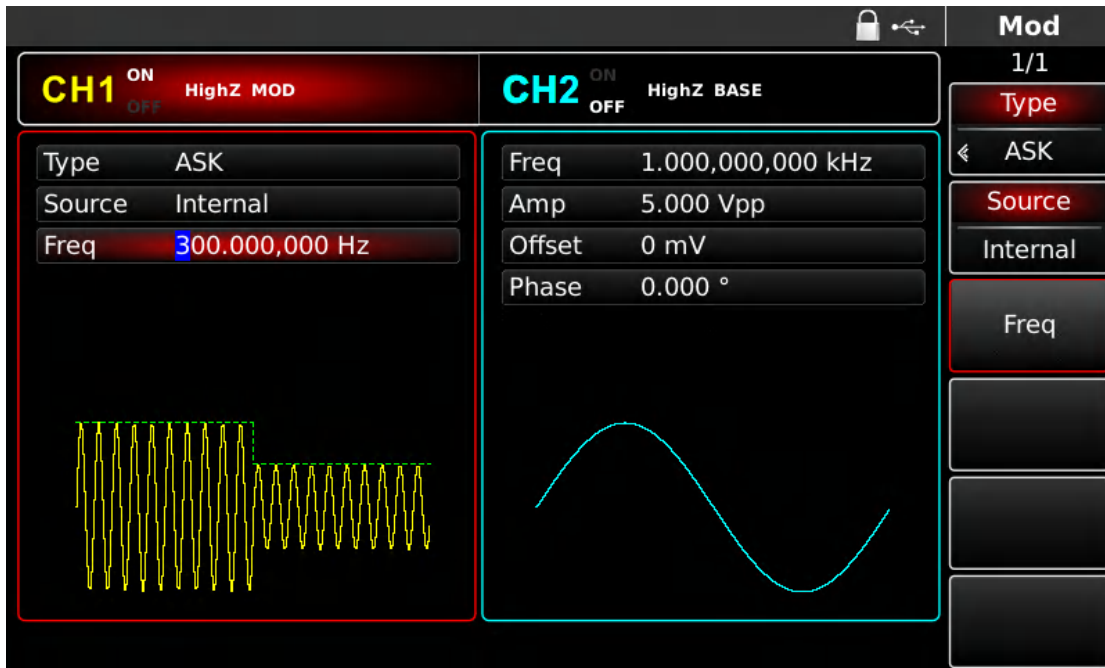 Mod
1/1
CH1 ON OFF HighZ MOD
CH2 ON OFF HighZ BASE
Type ASK
Source Internal
Freq 300.000,000 Hz
Freq 1.000,000,000 kHz
Amp 5.000 Vpp
Offset 0 mV
Phase 0.000 °
Type
ASK
Source
Internal
Freq